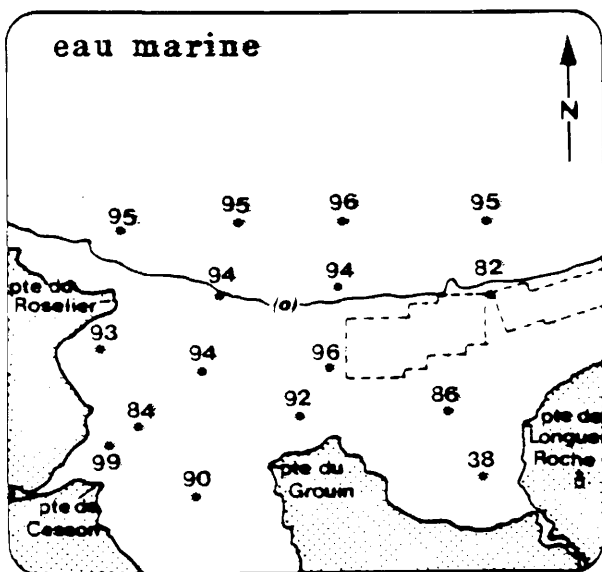 eau marine
N
95 95 96 95
94 94 82
pte du
Roselier
(o)
93
94 96
84 92 86
99
90
38
pte de
Cesson
pte du
Grouin
pte de
Longue
Roche